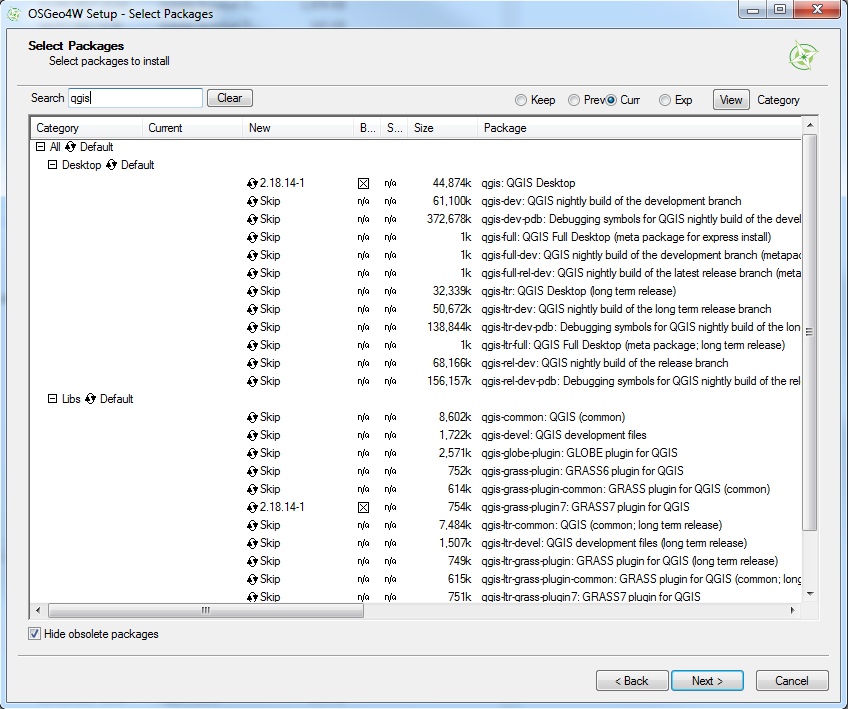 OSGeo4W Setup - Select Packages
Select Packages
Select packages to install
Search qgis Clear Keep Prev Curr Exp View Category
Category Current New B... S... Size Package
All Default
Desktop Default
2.18.14-1 n/a 44,874k qgis: QGIS Desktop
Skip n/a n/a 61,100k qgis-dev: QGIS nightly build of the development branch
Skip n/a n/a 372,678k qgis-dev-pdb: Debugging symbols for QGIS nightly build of the devel
Skip n/a n/a 1k qgis-full: QGIS Full Desktop (meta package for express install)
Skip n/a n/a 1k qgis-full-dev: QGIS nightly build of the development branch (metapac
Skip n/a n/a 1k qgis-full-rel-dev: QGIS nightly build of the latest release branch (meta
Skip n/a n/a 32,339k qgis-ltr: QGIS Desktop (long term release)
Skip n/a n/a 50,672k qgis-ltr-dev: QGIS nightly build of the long term release branch
Skip n/a n/a 138,844k qgis-ltr-dev-pdb: Debugging symbols for QGIS nightly build of the lon
Skip n/a n/a 1k qgis-ltr-full: QGIS Full Desktop (meta package; long term release)
Skip n/a n/a 68,166k qgis-rel-dev: QGIS nightly build of the release branch
Skip n/a n/a 156,157k qgis-rel-dev-pdb: Debugging symbols for QGIS nightly build of the rel
Libs Default
Skip n/a n/a 8,602k qgis-common: QGIS (common)
Skip n/a n/a 1,722k qgis-devel: QGIS development files
Skip n/a n/a 2,571k qgis-globe-plugin: GLOBE plugin for QGIS
Skip n/a n/a 752k qgis-grass-plugin: GRASS6 plugin for QGIS
Skip n/a n/a 614k qgis-grass-plugin-common: GRASS plugin for QGIS (common)
2.18.14-1 n/a 754k qgis-grass-plugin7: GRASS7 plugin for QGIS
Skip n/a n/a 7,484k qgis-ltr-common: QGIS (common; long term release)
Skip n/a n/a 1,507k qgis-ltr-devel: QGIS development files (long term release)
Skip n/a n/a 749k qgis-ltr-grass-plugin: GRASS plugin for QGIS (long term release)
Skip n/a n/a 615k qgis-ltr-grass-plugin-common: GRASS plugin for QGIS (common; long
Skip n/a n/a 751k qgis-ltr-grass-plugin7: GRASS7 plugin for QGIS
Hide obsolete packages
< Back Next > Cancel